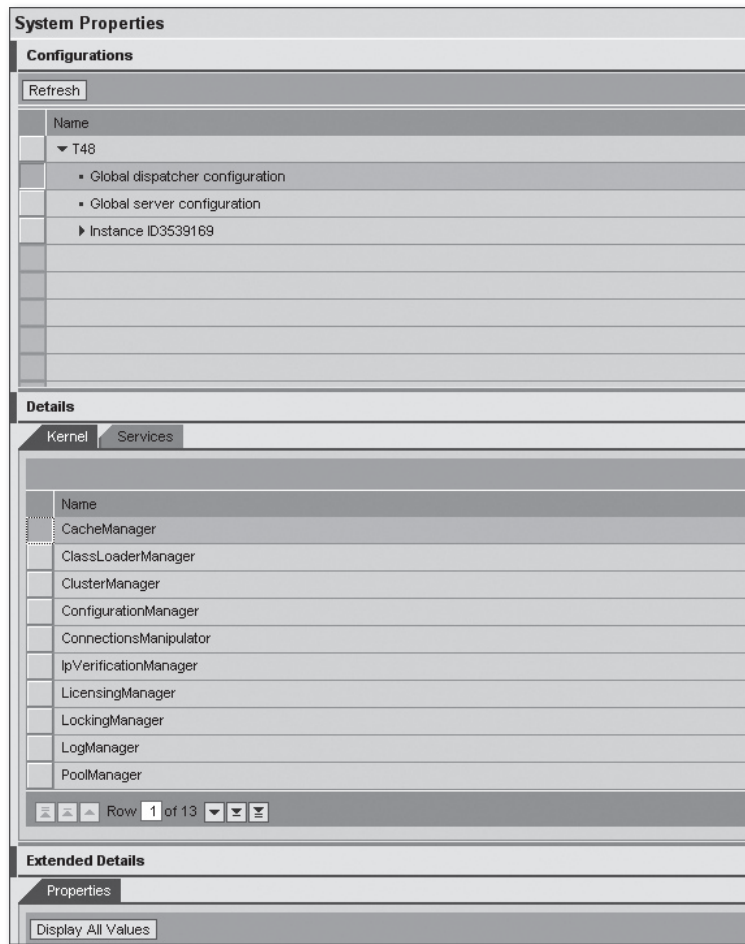 System Properties
Configurations
Refresh
Name
T48
Global dispatcher configuration
Global server configuration
Instance ID3539169
Details
Kernel Services
Name
CacheManager
ClassLoaderManager
ClusterManager
ConfigurationManager
ConnectionsManipulator
IpVerificationManager
LicensingManager
LockingManager
LogManager
PoolManager
Row 1 of 13
Extended Details
Properties
Display All Values